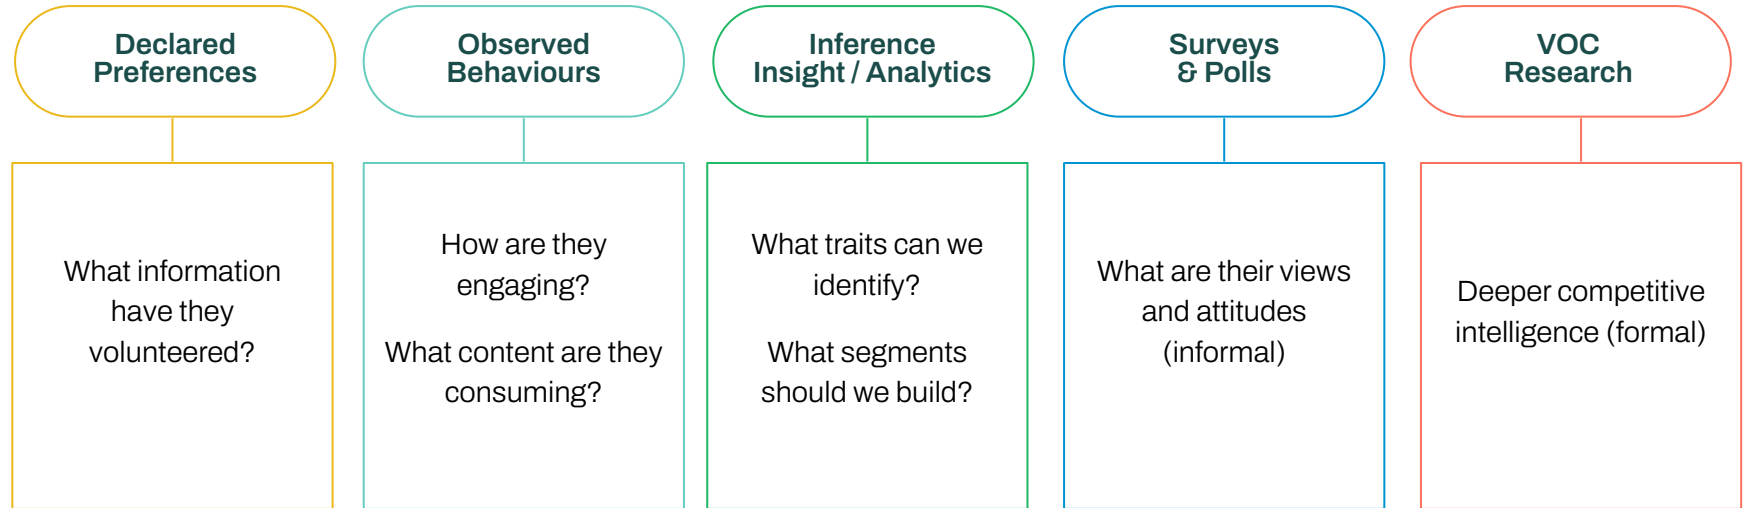 Declared
Preferences
What information
have they
volunteered?
Observed
Behaviours
How are they
engaging?
What content are they
consuming?
Inference
Insight / Analytics
What traits can we
identify?
What segments
should we build?
Surveys
& Polls
What are their views
and attitudes
(informal)
VOC
Research
Deeper competitive
intelligence (formal)